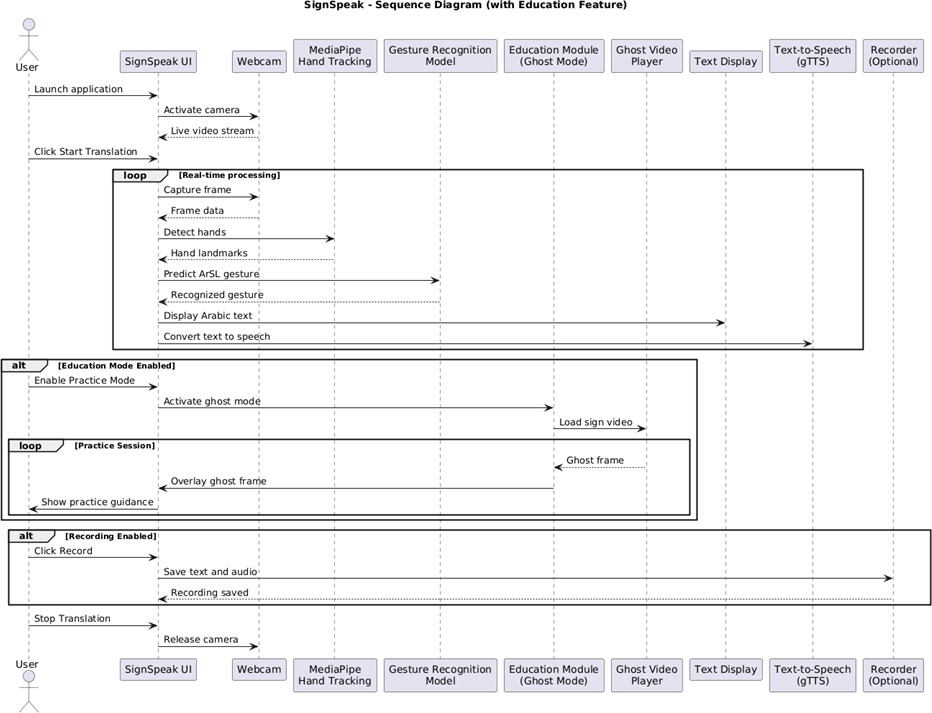 SignSpeak - Sequence Diagram (with Education Feature)
User
SignSpeak UI
Webcam
MediaPipe
Hand Tracking
Gesture Recognition
Model
Education Module
(Ghost Mode)
Ghost Video
Player
Text Display
Text-to-Speech
(gTTS)
Recorder
(Optional)
Launch application
Activate camera
Live video stream
Click Start Translation
loop [Real-time processing]
Capture frame
Frame data
Detect hands
Hand landmarks
Predict ArSL gesture
Recognized gesture
Display Arabic text
Convert text to speech
alt [Education Mode Enabled]
Enable Practice Mode
Activate ghost mode
Load sign video
loop [Practice Session]
Ghost frame
Overlay ghost frame
Show practice guidance
alt [Recording Enabled]
Click Record
Save text and audio
Recording saved
Stop Translation
Release camera
User
SignSpeak UI
Webcam
MediaPipe
Hand Tracking
Gesture Recognition
Model
Education Module
(Ghost Mode)
Ghost Video
Player
Text Display
Text-to-Speech
(gTTS)
Recorder
(Optional)